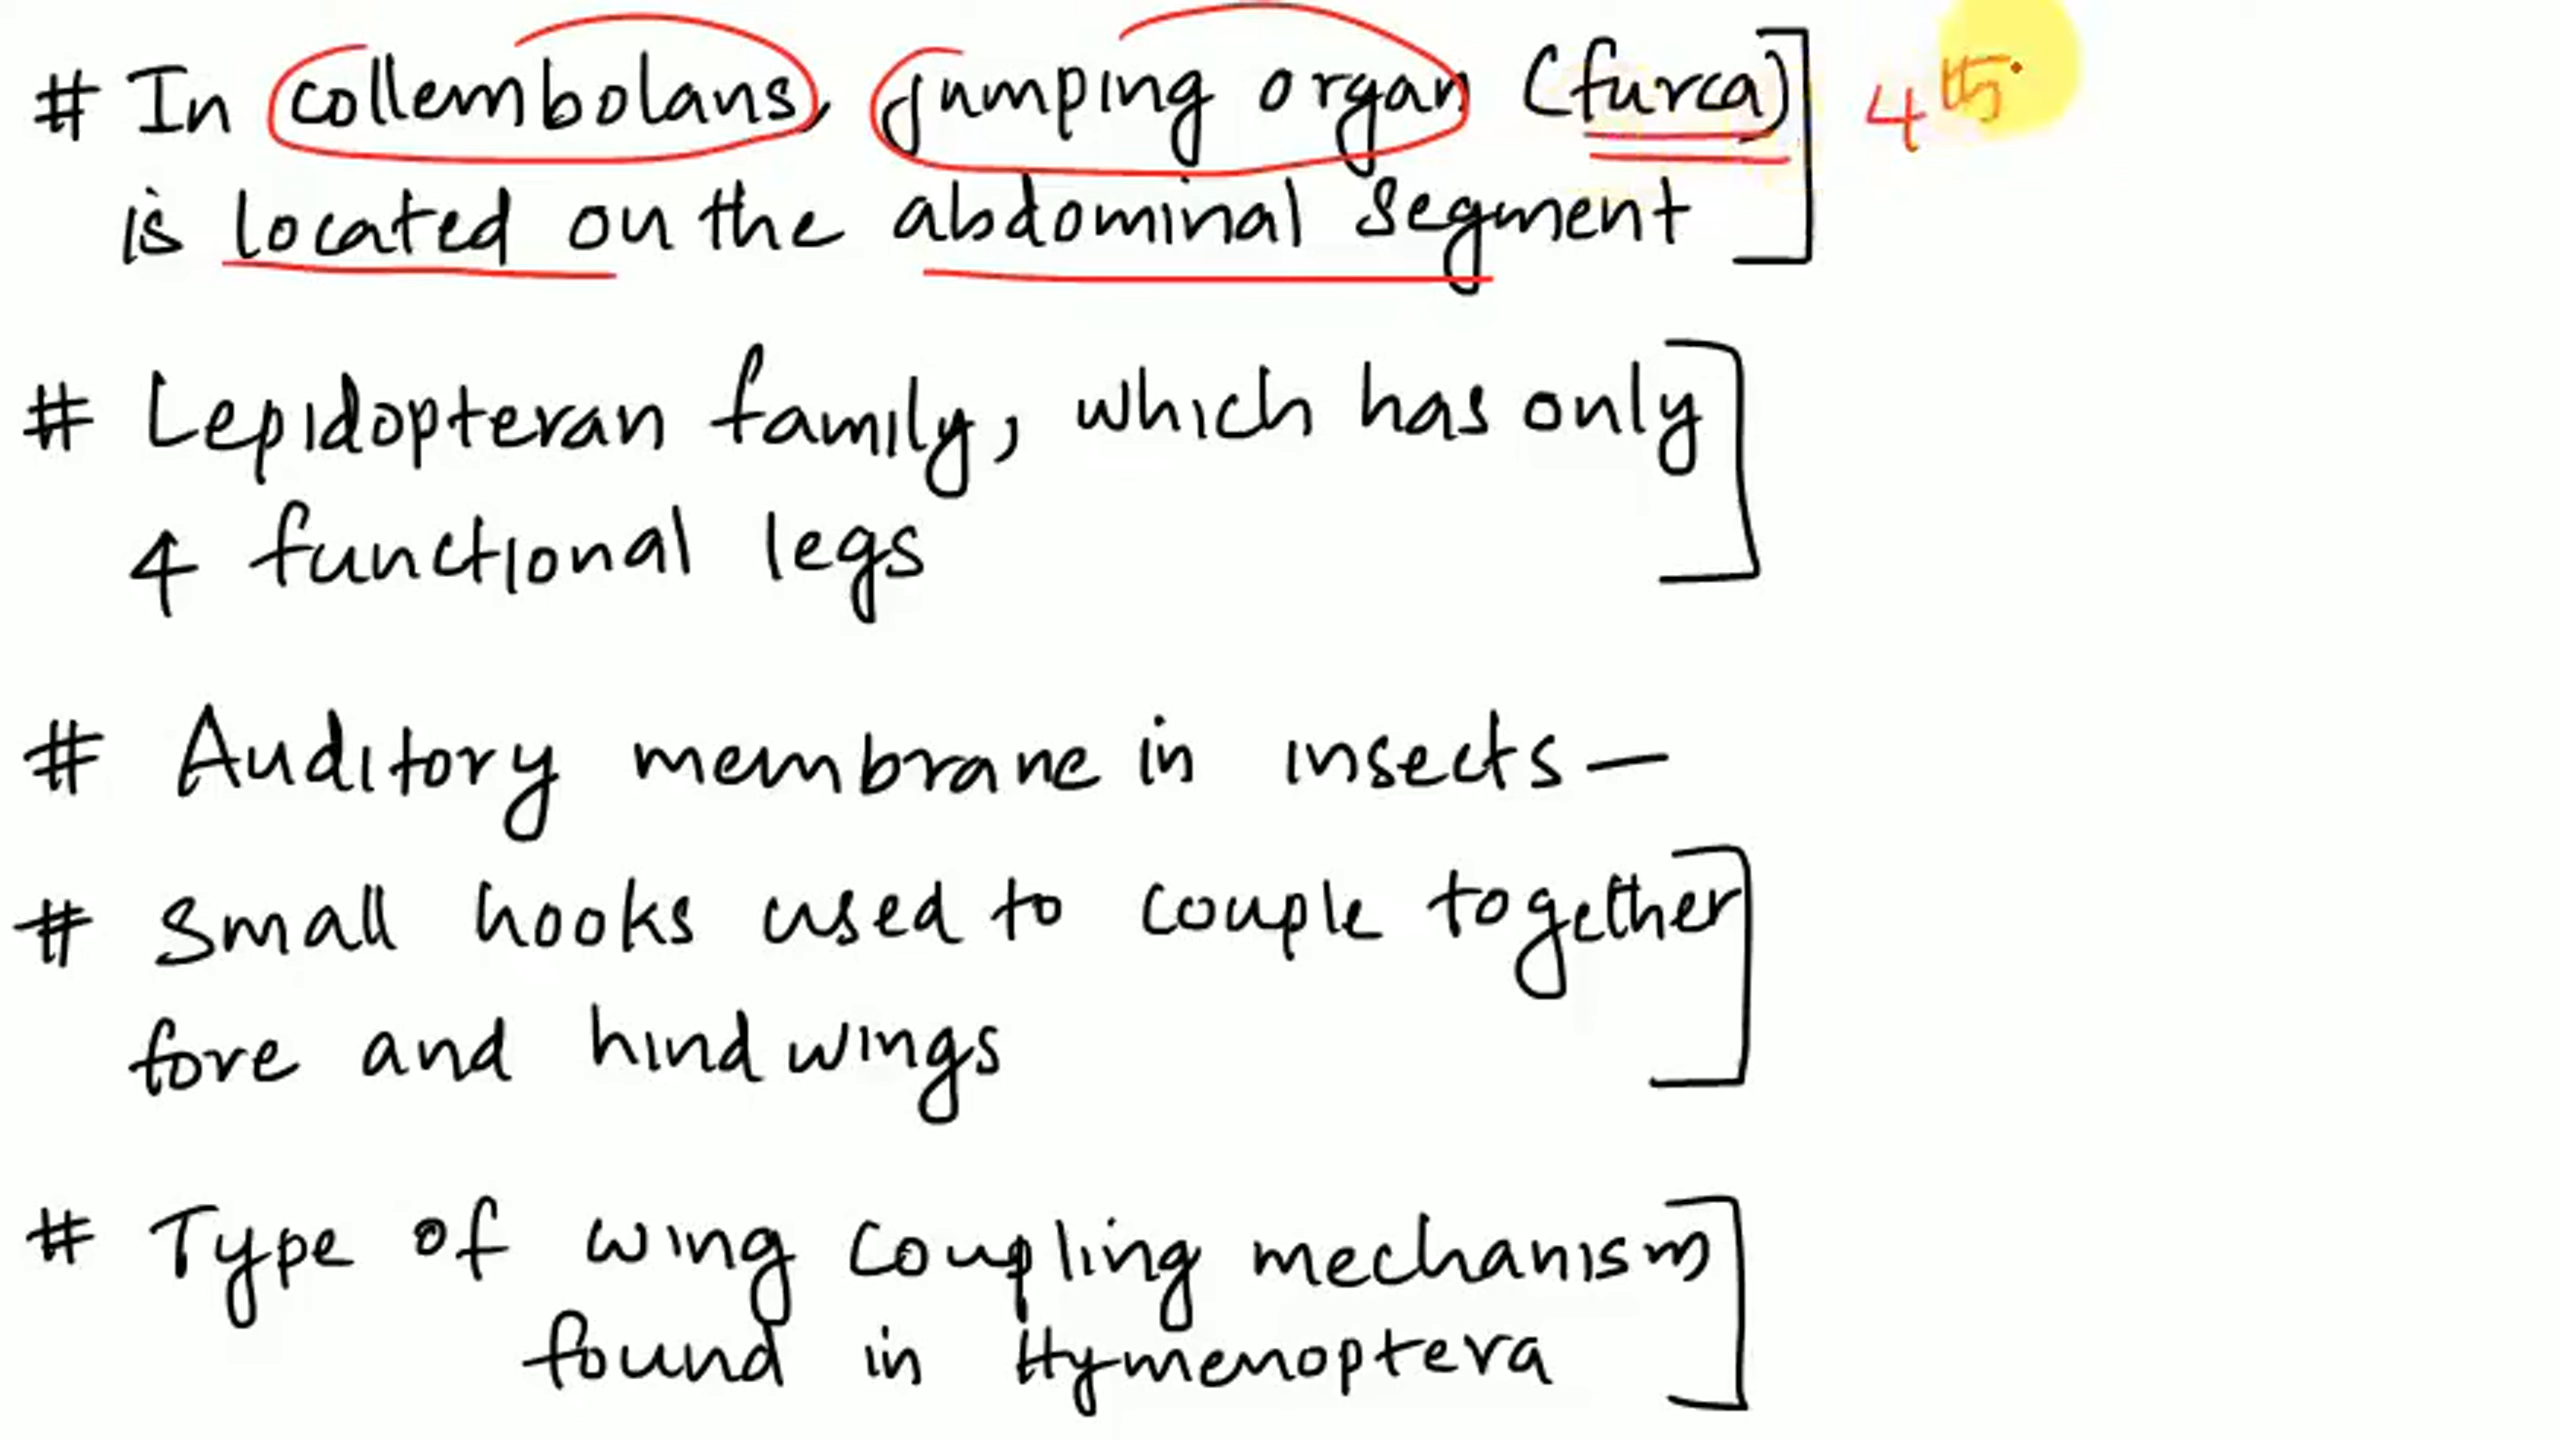 # In collembolans, jumping organ (furca) 4th
is located on the abdominal segment
# Lepidopteran family, which has only
4 functional legs
# Auditory membrane in insects —
# Small hooks used to couple together
fore and hind wings
# Type of wing coupling mechanism
found in Hymenoptera